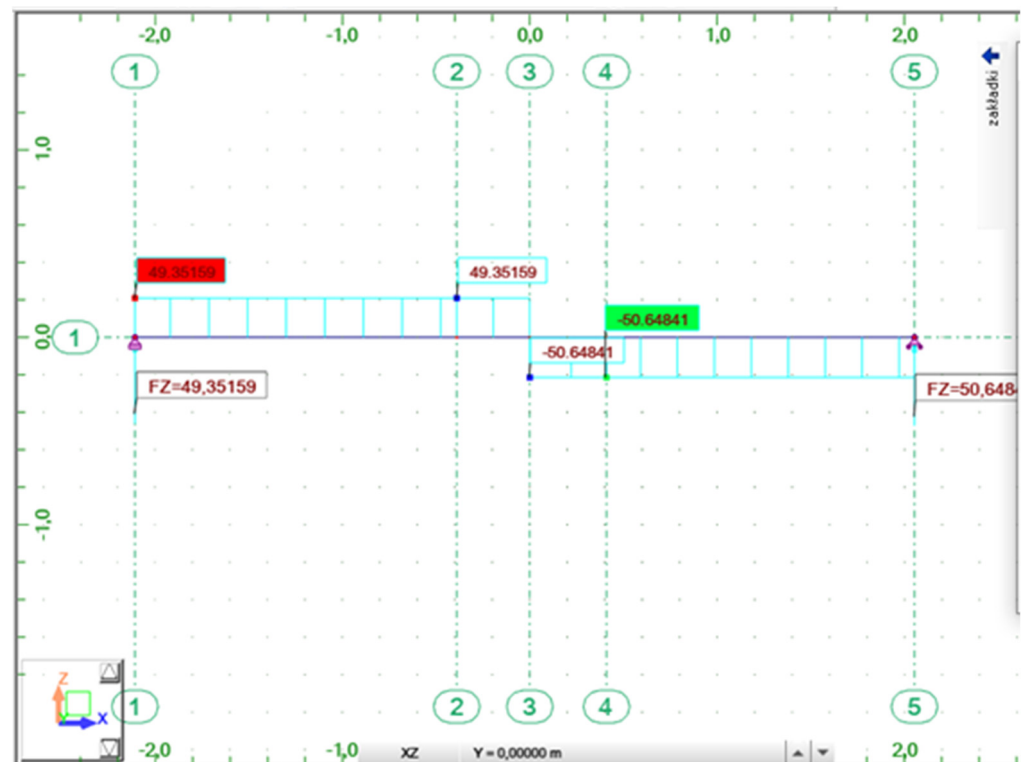 -2,0 -1,0 0,0 1,0 2,0
1 2 3 4 5
zakładki
1,0
49.35159 49.35159
-50.64841
0,0 1
-50.64841
FZ=49,35159 FZ=50,648
-1,0
Z
X
1 2 3 4 5
-2,0 -1,0 XZ Y = 0,00000 m 2,0